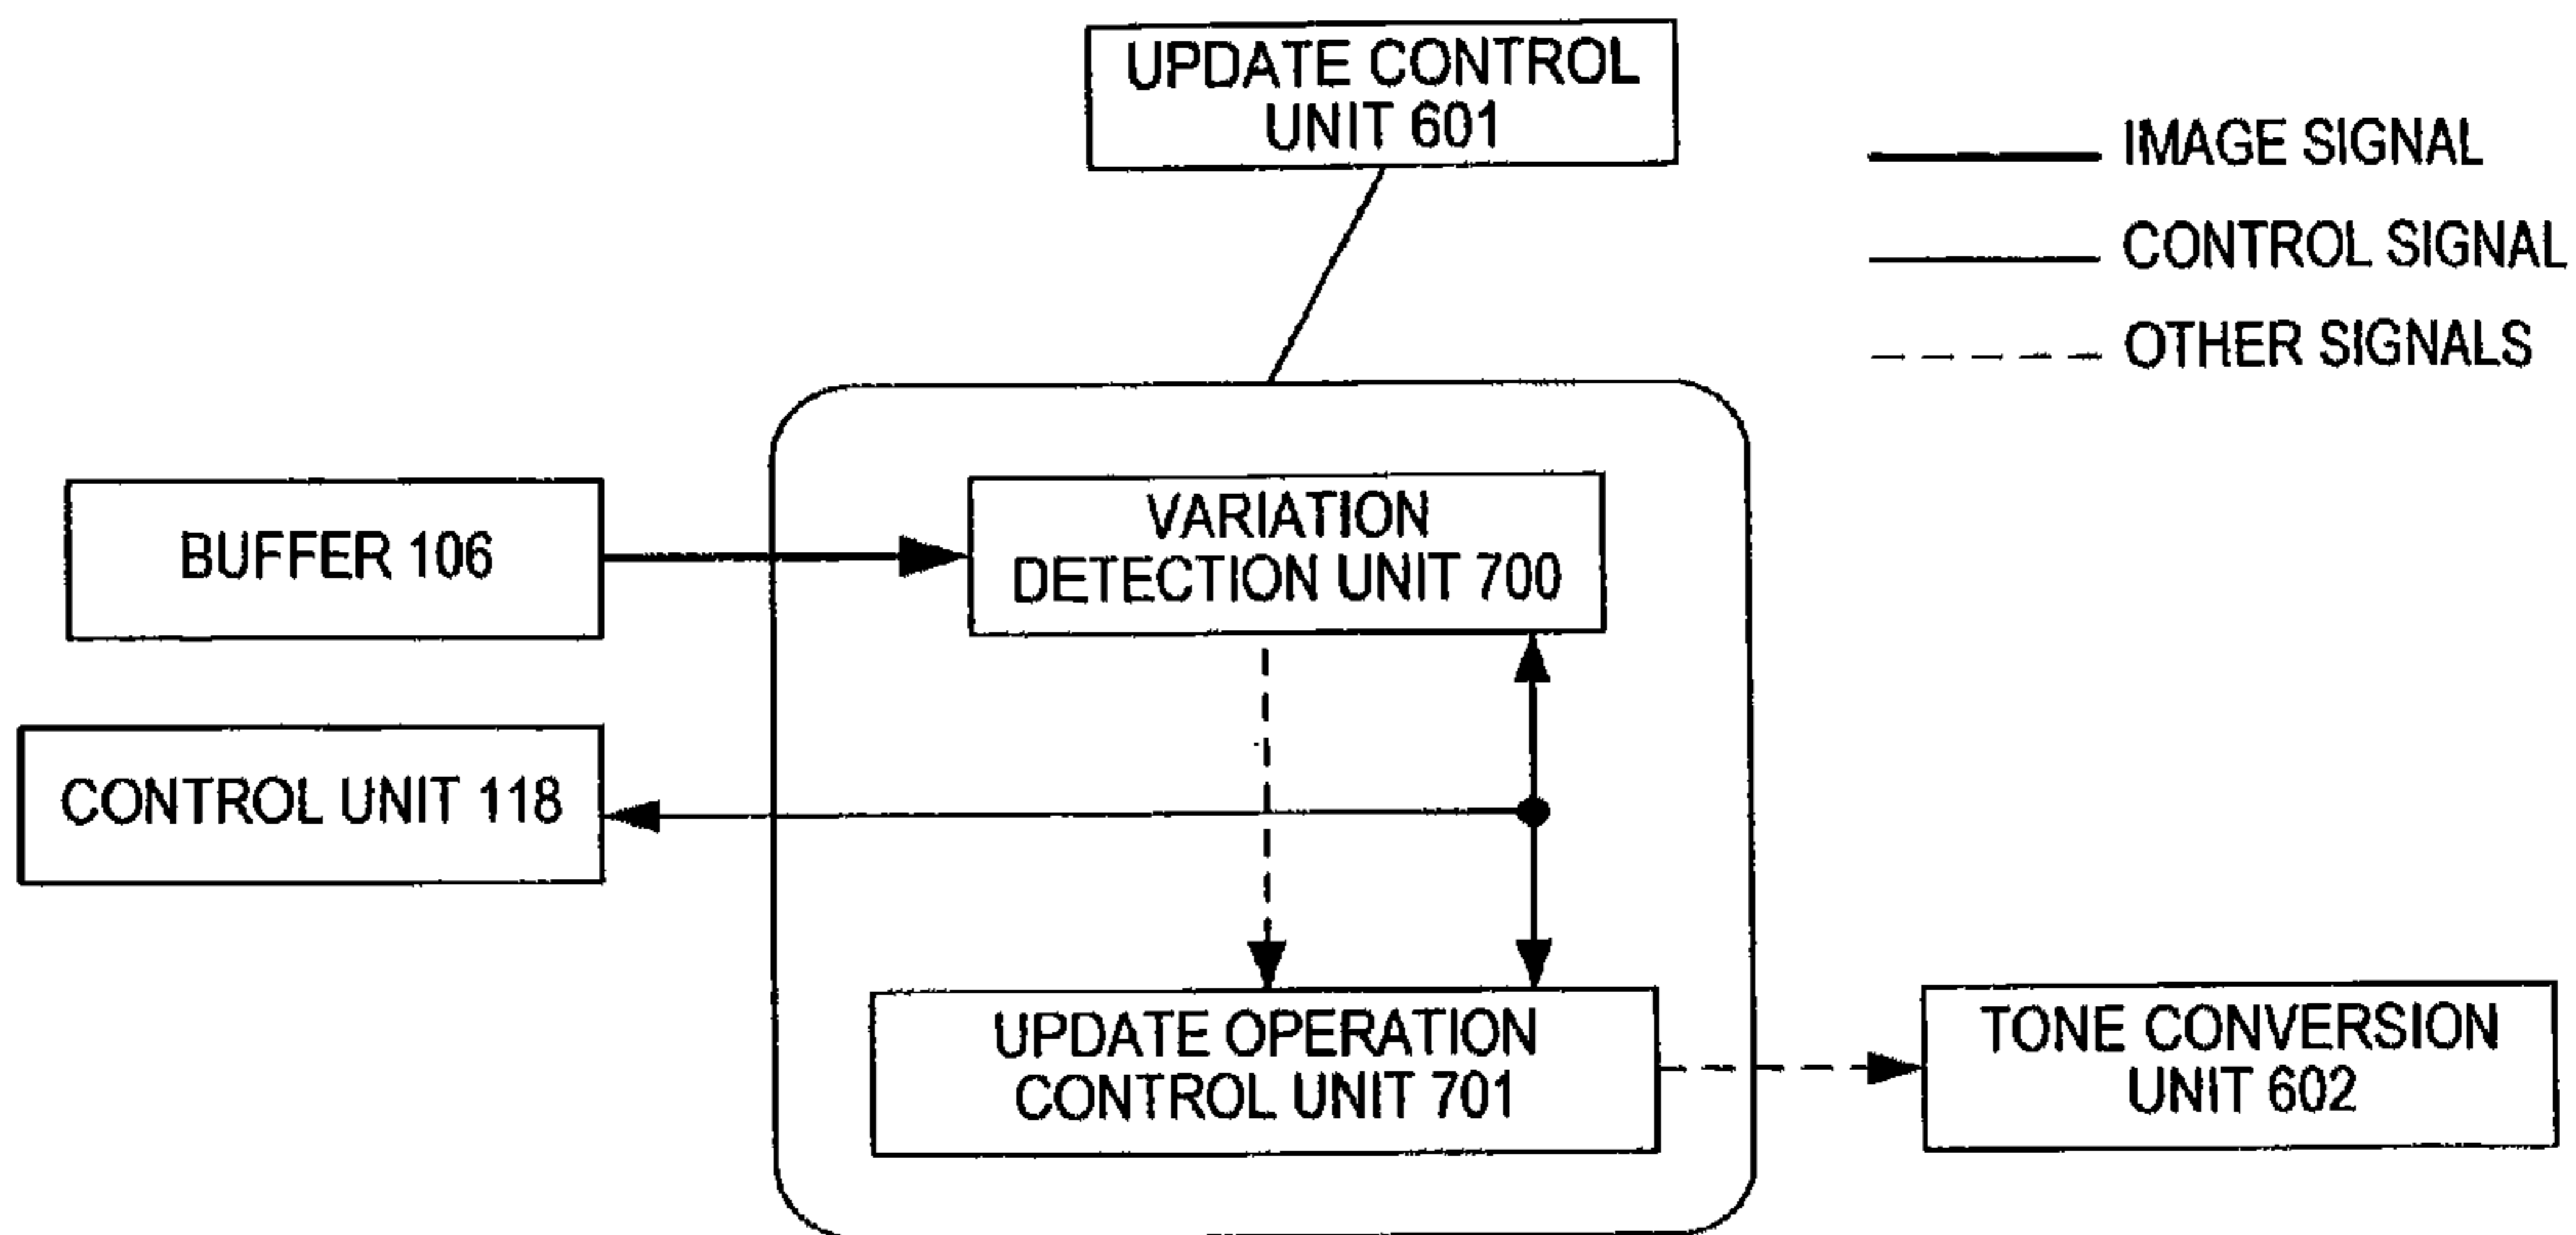 UPDATE CONTROL
UNIT 601
IMAGE SIGNAL
CONTROL SIGNAL
OTHER SIGNALS
BUFFER 106
VARIATION
DETECTION UNIT 700
CONTROL UNIT 118
UPDATE OPERATION
CONTROL UNIT 701
TONE CONVERSION
UNIT 602